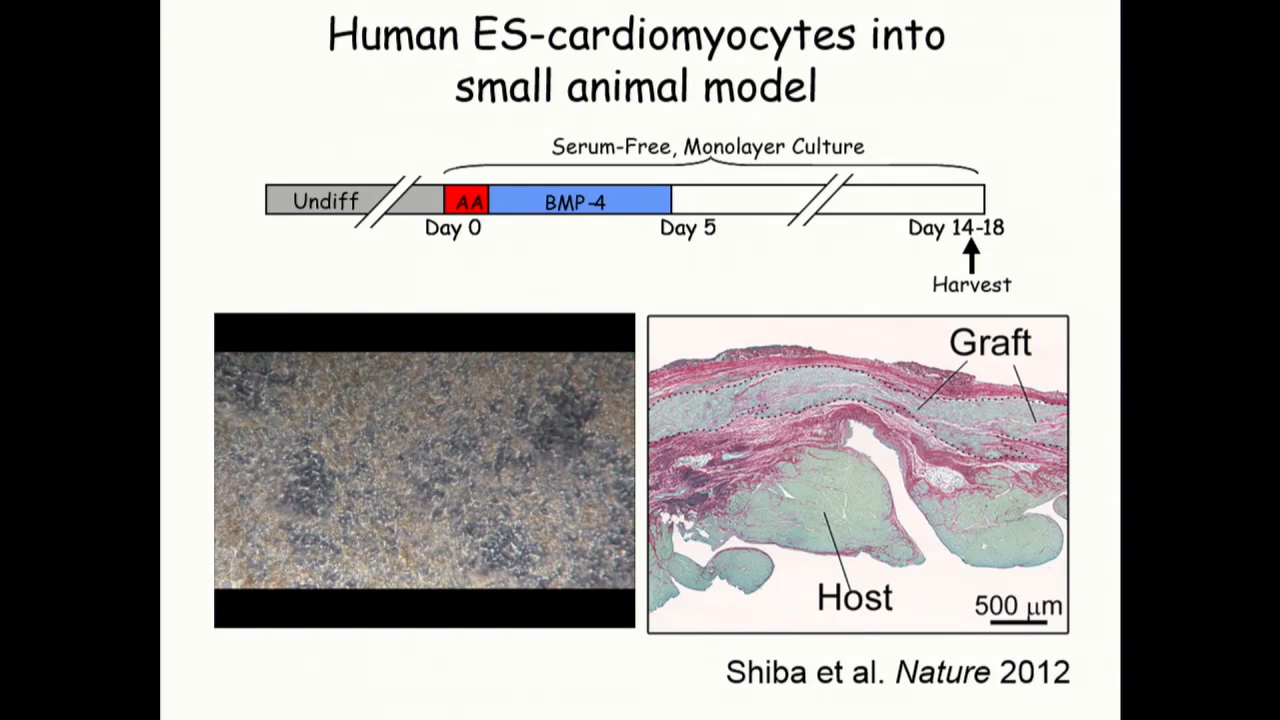 Human ES-cardiomyocytes into
small animal model
Serum-Free, Monolayer Culture
Undiff
AA
BMP-4
Day 0
Day 5
Day 14-18
Harvest
Graft
Host
500 μm
Shiba et al. Nature 2012